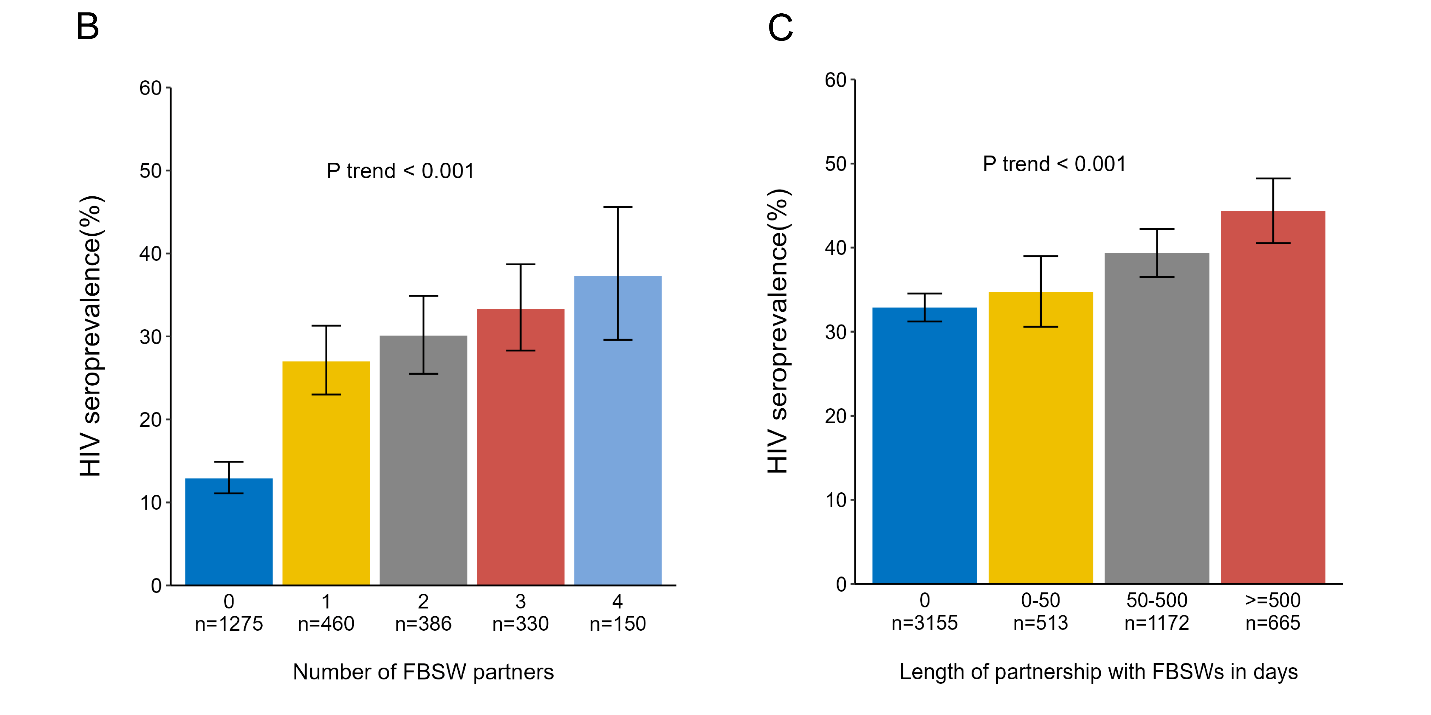 B
60
50
40
30
20
10
0
HIV seroprevalence(%)
P trend < 0.001
0 1 2 3 4
n=1275 n=460 n=386 n=330 n=150
Number of FBSW partners
C
60
50
40
30
20
10
0
HIV seroprevalence(%)
P trend < 0.001
0 0-50 50-500 >=500
n=3155 n=513 n=1172 n=665
Length of partnership with FBSWs in days